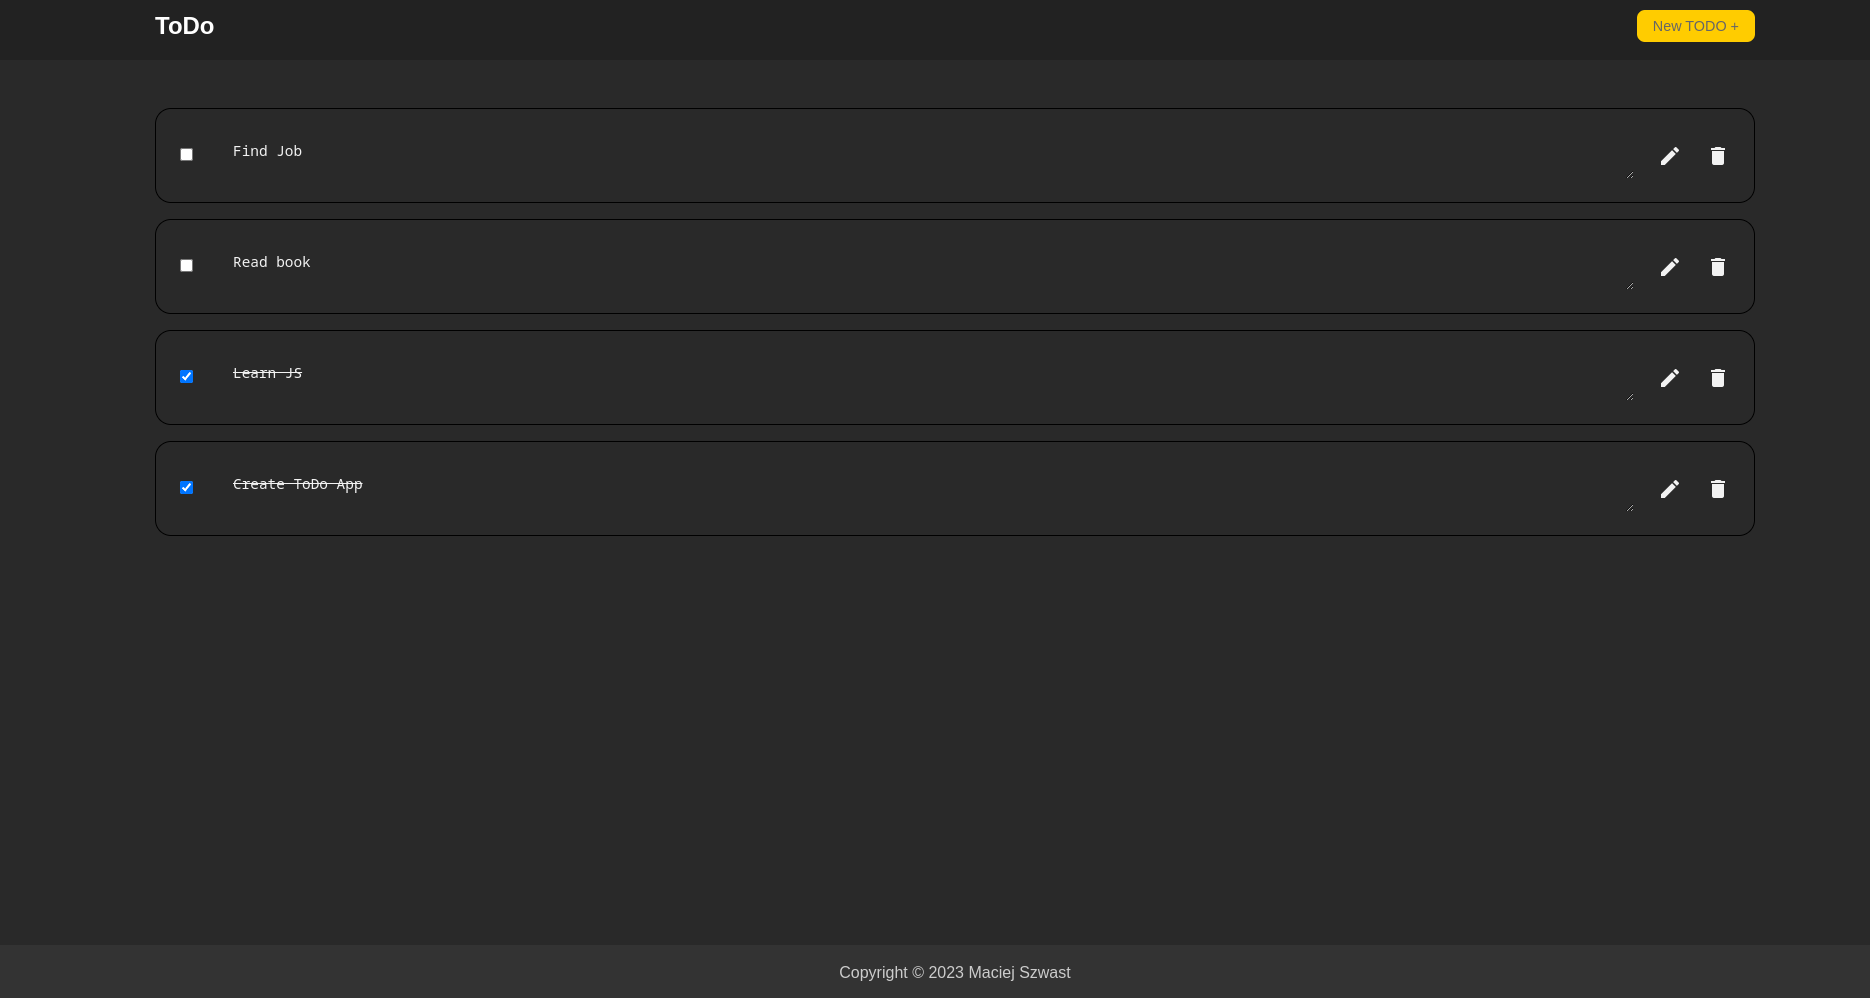 ToDo
New TODO +
Find Job
Read book
Learn JS
Create ToDo App
Copyright © 2023 Maciej Szwast